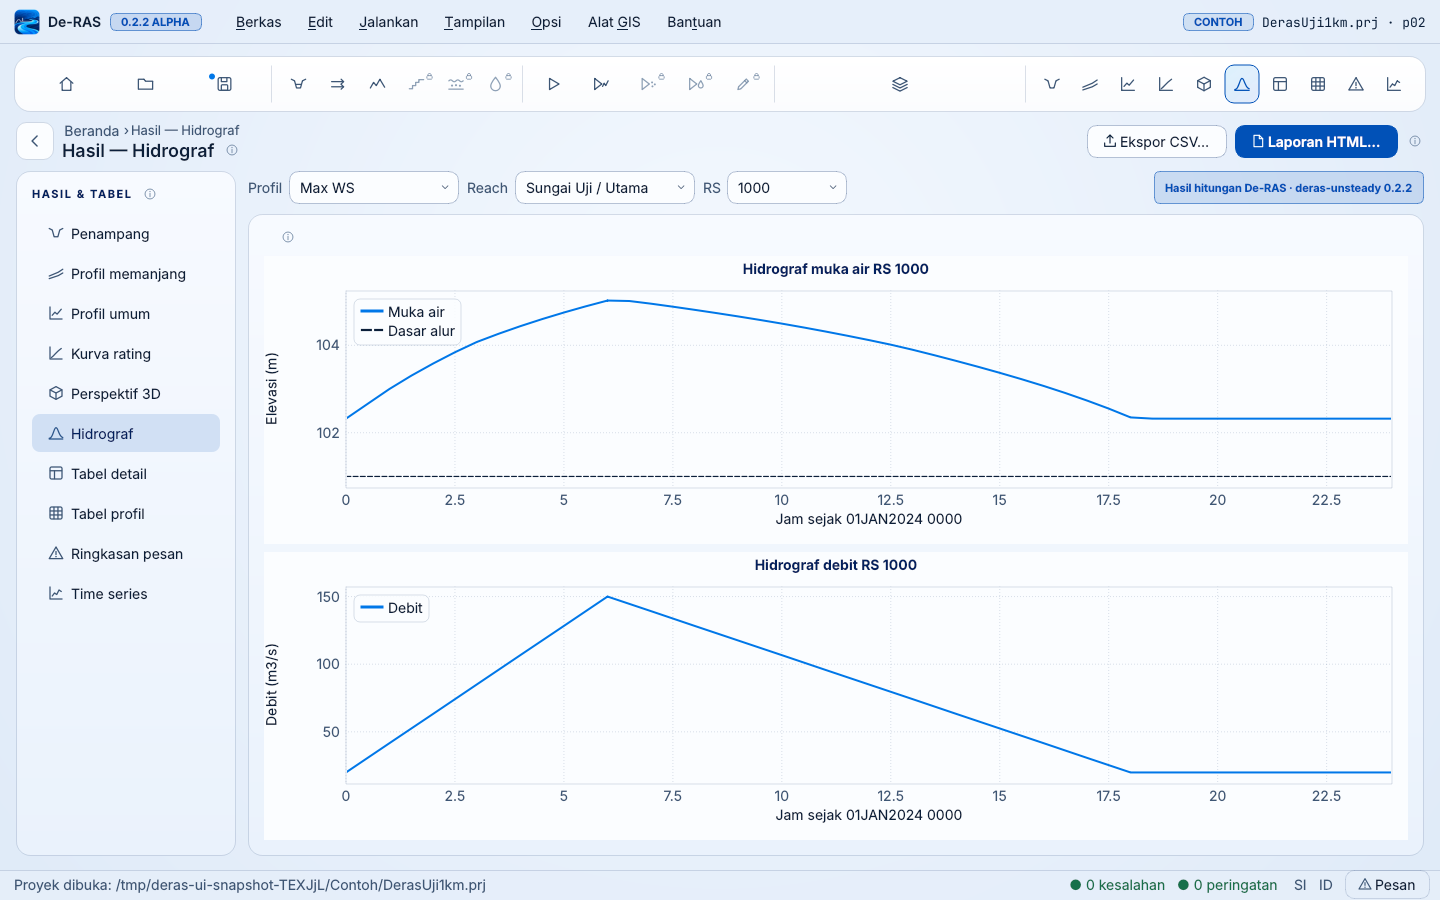 De-RAS
0.2.2 ALPHA
Berkas
Edit
Jalankan
Tampilan
Opsi
Alat GIS
Bantuan
CONTOH
DerasUji1km.prj · p02
Beranda › Hasil — Hidrograf
Hasil — Hidrograf
Ekspor CSV...
Laporan HTML...
HASIL & TABEL
Penampang
Profil memanjang
Profil umum
Kurva rating
Perspektif 3D
Hidrograf
Tabel detail
Tabel profil
Ringkasan pesan
Time series
Profil
Max WS
Reach
Sungai Uji / Utama
RS
1000
Hasil hitungan De-RAS · deras-unsteady 0.2.2
Hidrograf muka air RS 1000
Muka air
Dasar alur
Elevasi (m)
104
102
0 2.5 5 7.5 10 12.5 15 17.5 20 22.5
Jam sejak 01JAN2024 0000
Hidrograf debit RS 1000
Debit
Debit (m3/s)
150
100
50
0 2.5 5 7.5 10 12.5 15 17.5 20 22.5
Jam sejak 01JAN2024 0000
Proyek dibuka: /tmp/deras-ui-snapshot-TEXJjL/Contoh/DerasUji1km.prj
0 kesalahan
0 peringatan
SI
ID
Pesan